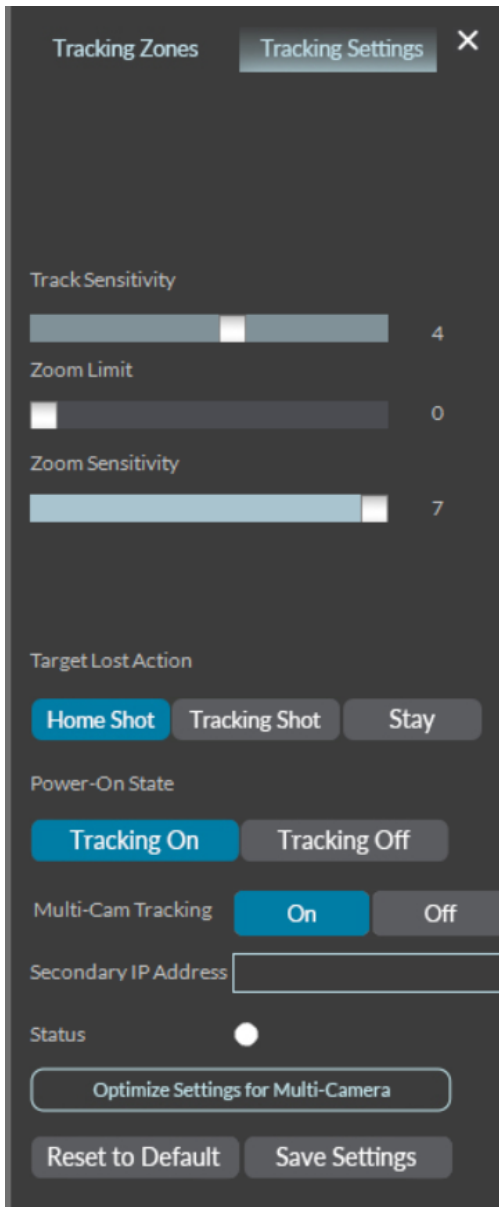 Tracking Zones Tracking Settings ×
Track Sensitivity
4
Zoom Limit
0
Zoom Sensitivity
7
Target Lost Action
Home Shot Tracking Shot Stay
Power-On State
Tracking On Tracking Off
Multi-Cam Tracking On Off
Secondary IP Address
Status
Optimize Settings for Multi-Camera
Reset to Default Save Settings